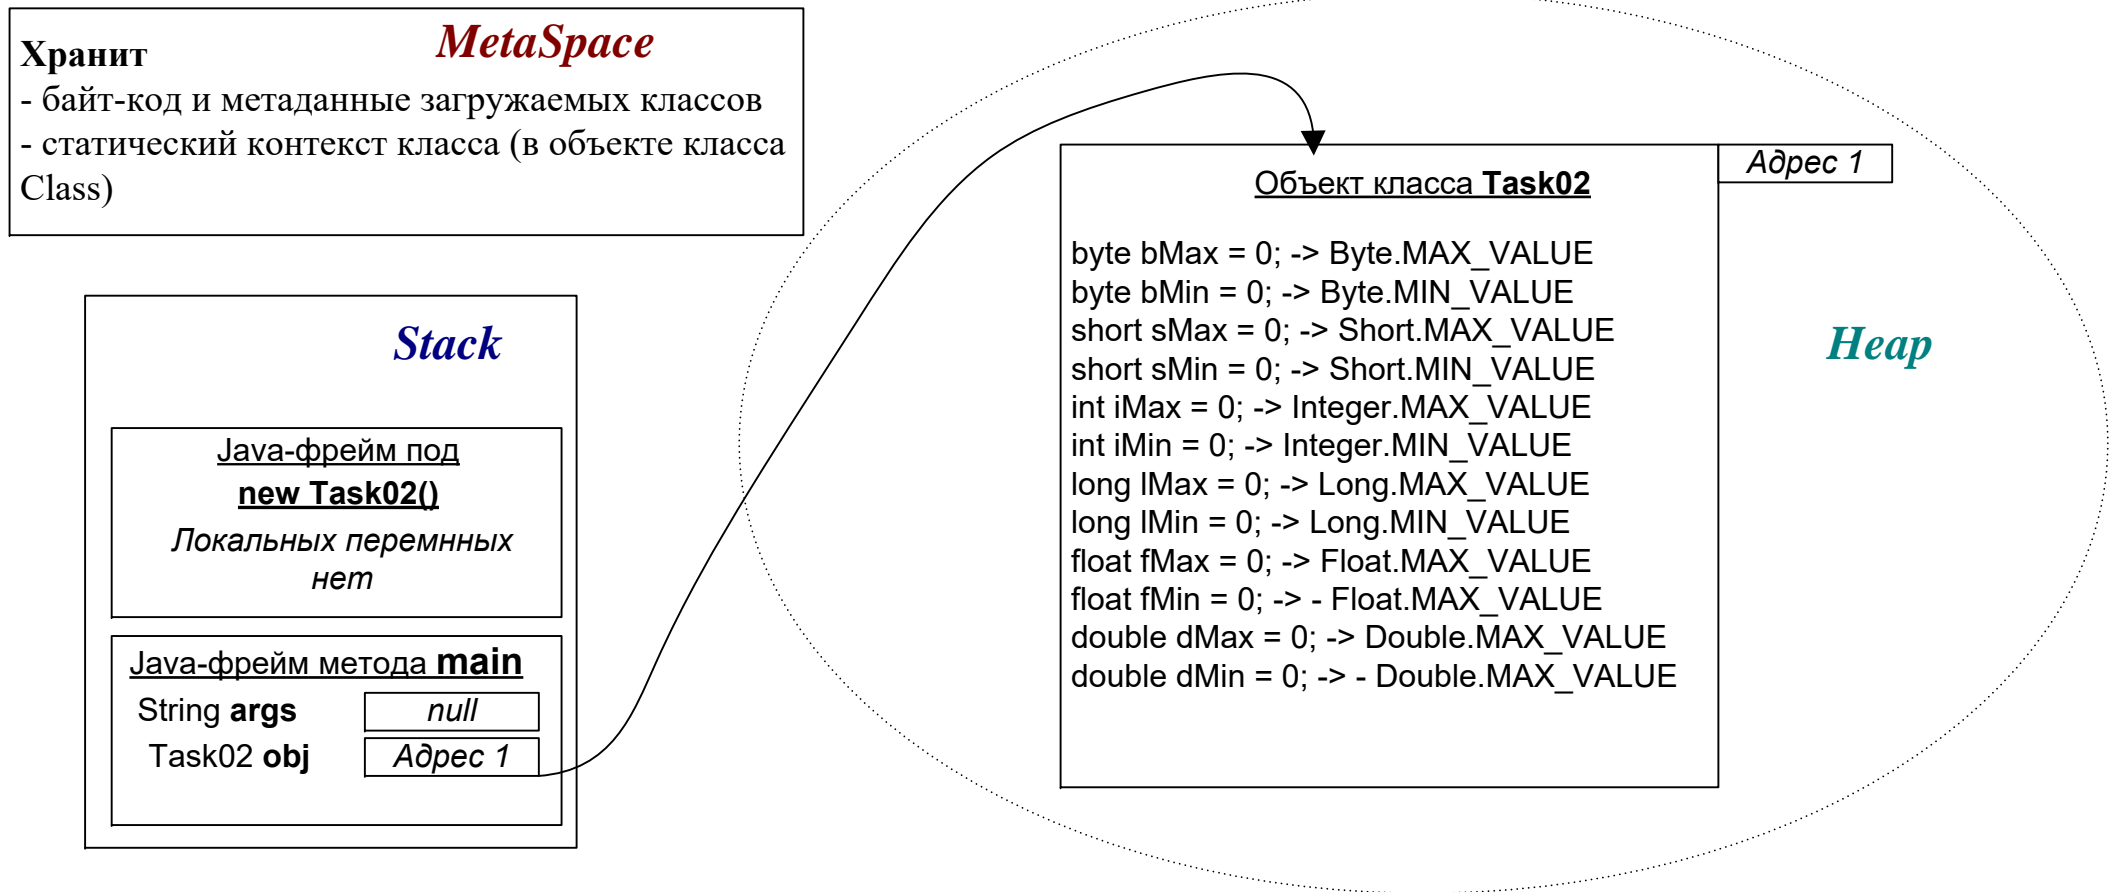 MetaSpace
Хранит
- байт-код и метаданные загружаемых классов
- статический контекст класса (в объекте класса
Class)
Stack
Java-фрейм под
new Task02()
Локальных перемнных
нет
Java-фрейм метода main
String args
null
Task02 obj
Адрес 1
Объект класса Task02
Адрес 1
byte bMax = 0; -> Byte.MAX_VALUE
byte bMin = 0; -> Byte.MIN_VALUE
short sMax = 0; -> Short.MAX_VALUE
short sMin = 0; -> Short.MIN_VALUE
int iMax = 0; -> Integer.MAX_VALUE
int iMin = 0; -> Integer.MIN_VALUE
long lMax = 0; -> Long.MAX_VALUE
long lMin = 0; -> Long.MIN_VALUE
float fMax = 0; -> Float.MAX_VALUE
float fMin = 0; -> - Float.MAX_VALUE
double dMax = 0; -> Double.MAX_VALUE
double dMin = 0; -> - Double.MAX_VALUE
Heap